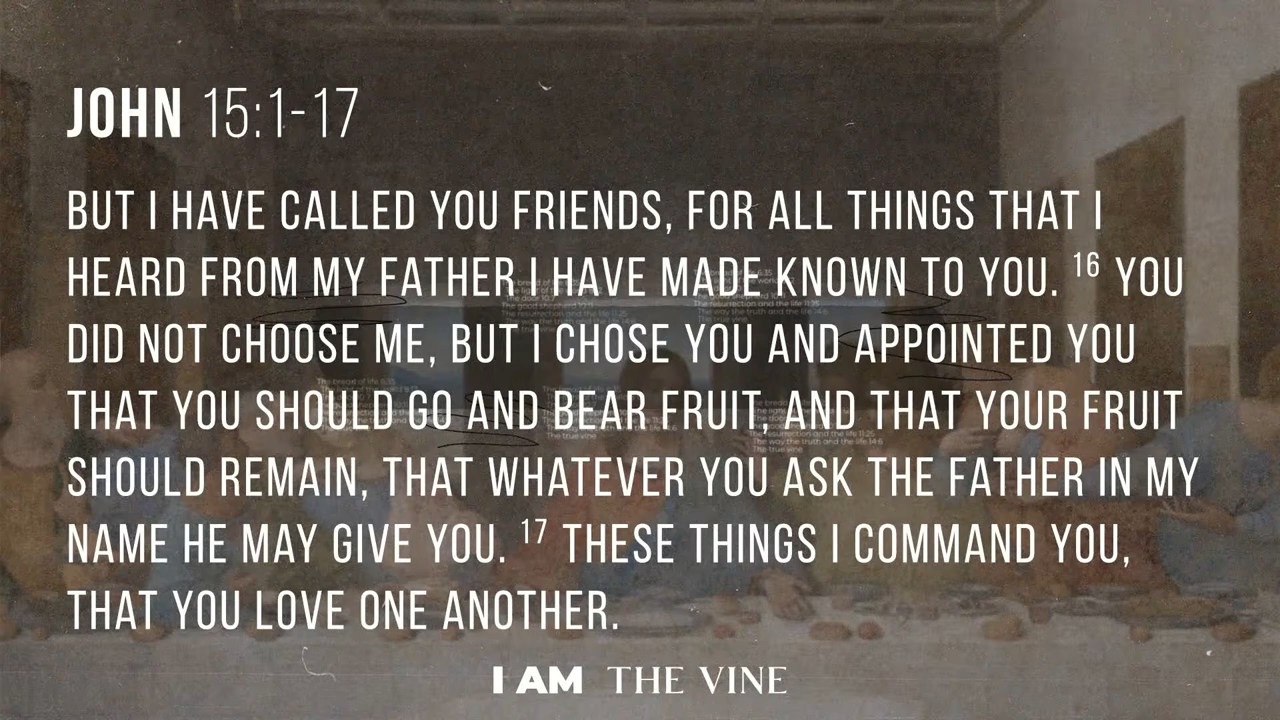 JOHN 15:1-17
BUT I HAVE CALLED YOU FRIENDS, FOR ALL THINGS THAT I
HEARD FROM MY FATHER I HAVE MADE KNOWN TO YOU. 16 YOU
DID NOT CHOOSE ME, BUT I CHOSE YOU AND APPOINTED YOU
THAT YOU SHOULD GO AND BEAR FRUIT, AND THAT YOUR FRUIT
SHOULD REMAIN, THAT WHATEVER YOU ASK THE FATHER IN MY
NAME HE MAY GIVE YOU. 17 THESE THINGS I COMMAND YOU,
THAT YOU LOVE ONE ANOTHER.
I AM THE VINE